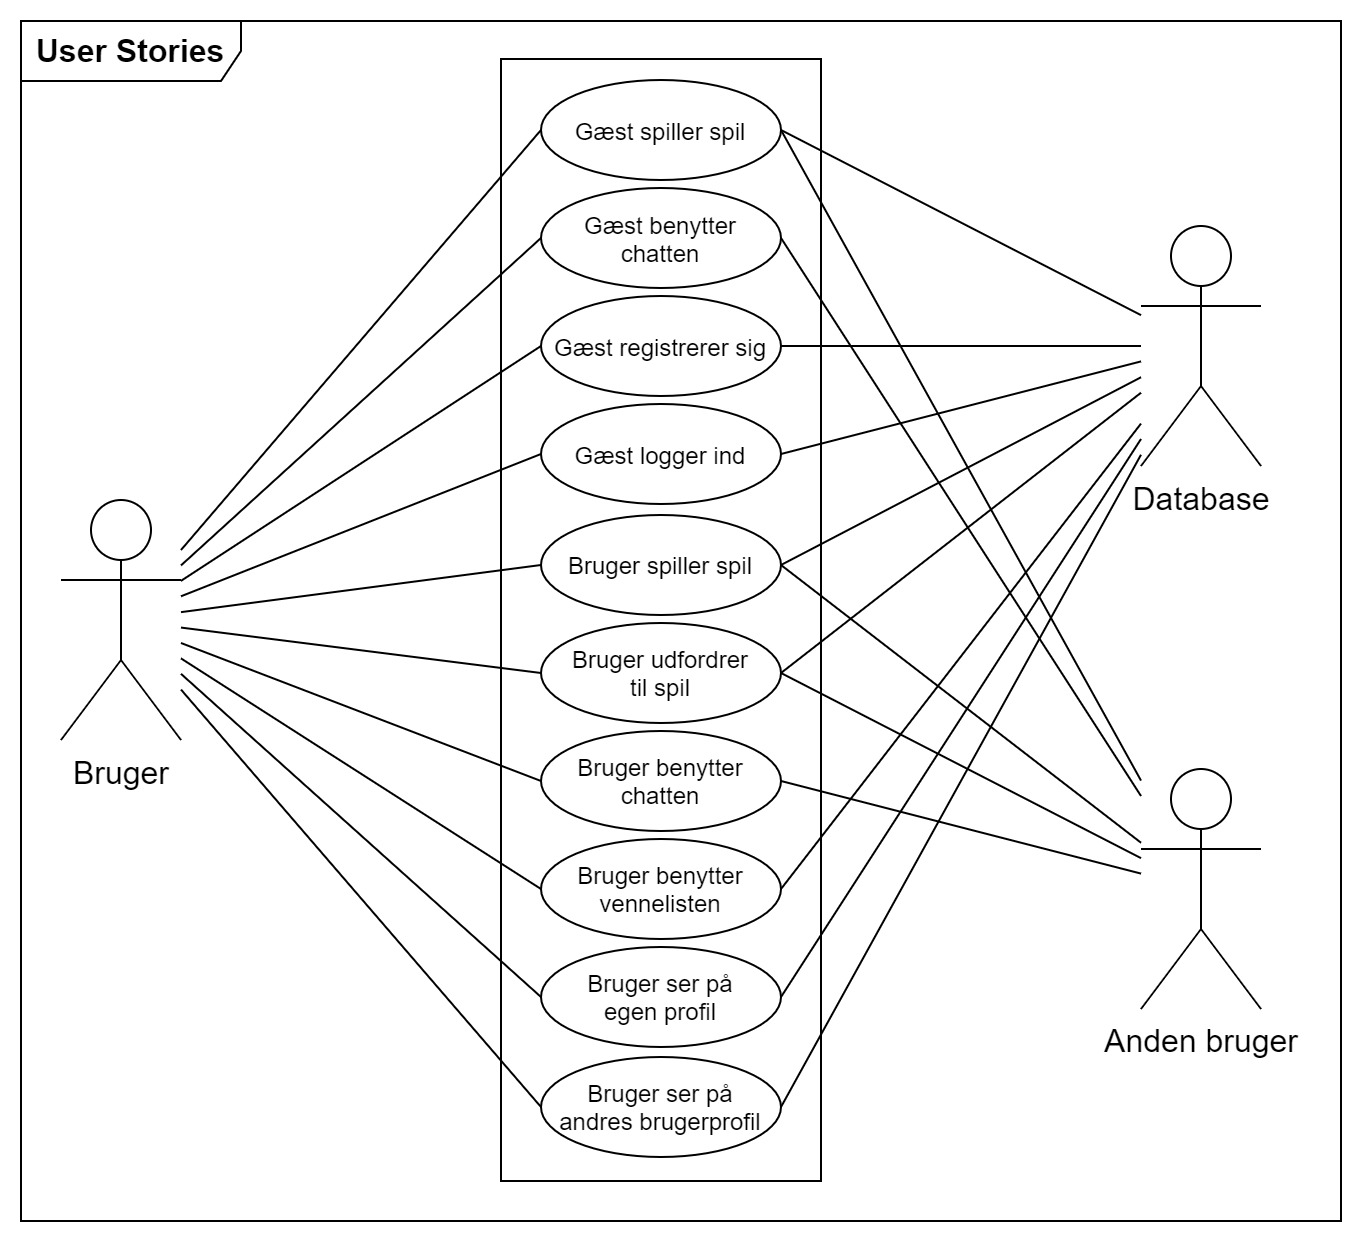 User Stories
Gæst spiller spil
Gæst benytter
chatten
Gæst registrerer sig
Gæst logger ind
Bruger spiller spil
Bruger udfordrer
til spil
Bruger benytter
chatten
Bruger benytter
vennelisten
Bruger ser på
egen profil
Bruger ser på
andres brugerprofil
Bruger
Database
Anden bruger